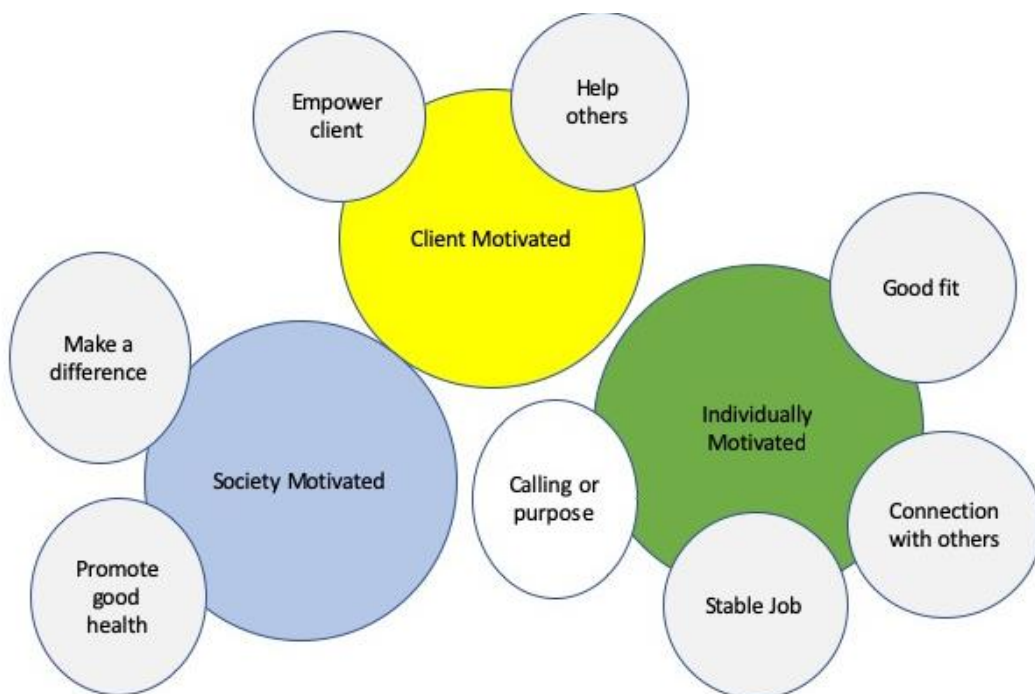 Empower
client
Help
others
Client Motivated
Good fit
Make a
difference
Individually
Motivated
Society Motivated
Calling or
purpose
Connection
with others
Promote
good
health
Stable Job